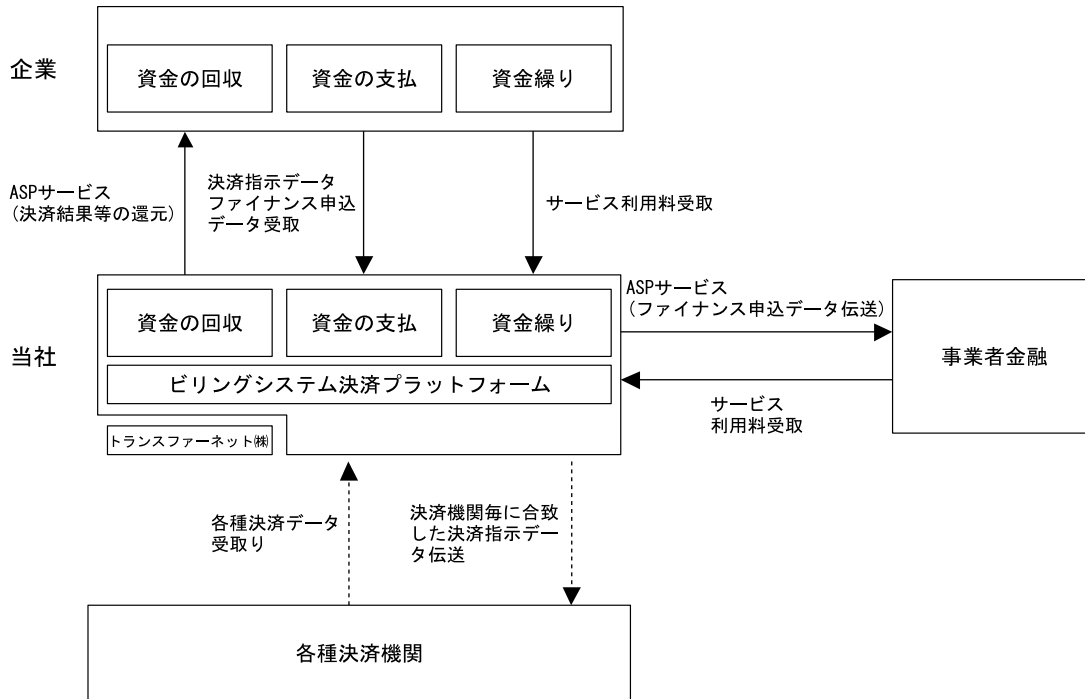 企業
資金の回収
資金の支払
資金繰り
ASPサービス
(決済結果等の還元)
決済指示データ
ファイナンス申込
データ受取
サービス利用料受取
当社
資金の回収
資金の支払
資金繰り
ビリングシステム決済プラットフォーム
トランスファーネット㈱
ASPサービス
(ファイナンス申込データ伝送)
事業者金融
サービス
利用料受取
各種決済データ
受取り
決済機関毎に合致
した決済指示デー
タ伝送
各種決済機関